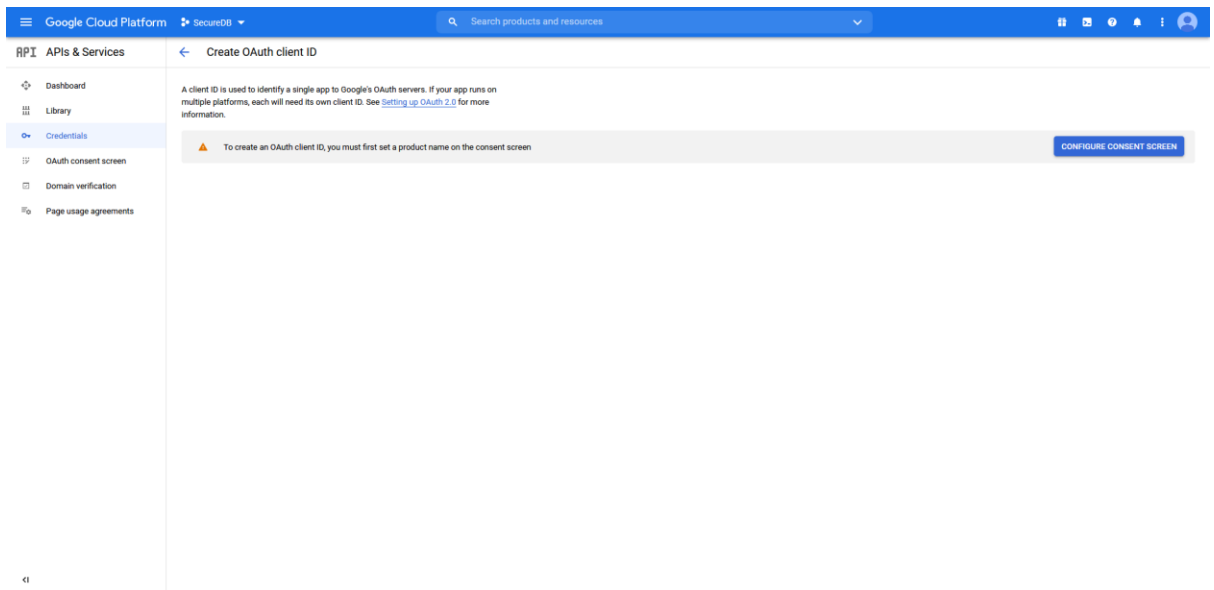 Google Cloud Platform SecureDB Search products and resources
API APIs & Services Create OAuth client ID
Dashboard
Library
Credentials
OAuth consent screen
Domain verification
Page usage agreements
A client ID is used to identify a single app to Google's OAuth servers. If your app runs on
multiple platforms, each will need its own client ID. See Setting up OAuth 2.0 for more
information.
To create an OAuth client ID, you must first set a product name on the consent screen CONFIGURE CONSENT SCREEN